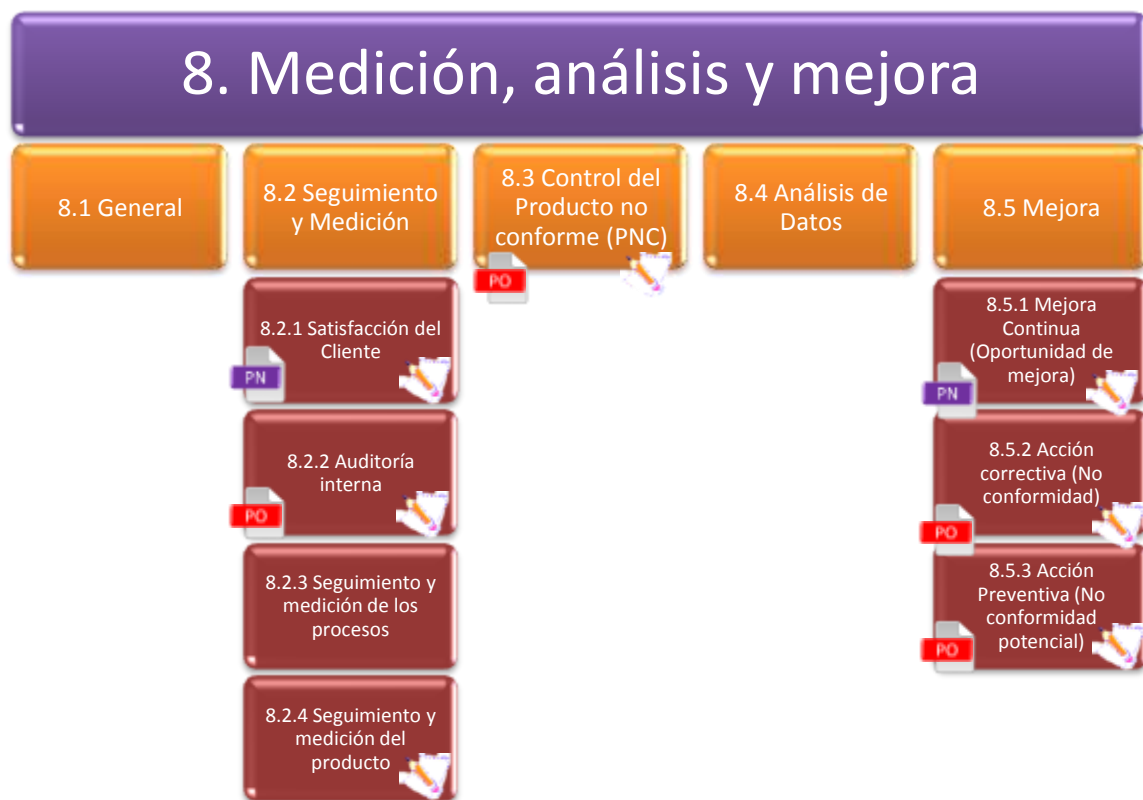 8. Medición, análisis y mejora
8.1 General
8.2 Seguimiento
y Medición
8.3 Control del
Producto no
conforme (PNC)
PO
8.4 Análisis de
Datos
8.5 Mejora
8.2.1 Satisfacción del
Cliente
PN
8.2.2 Auditoría
interna
PO
8.2.3 Seguimiento y
medición de los
procesos
8.2.4 Seguimiento y
medición del
producto
8.5.1 Mejora
Continua
(Oportunidad de
mejora)
PN
8.5.2 Acción
correctiva (No
conformidad)
PO
8.5.3 Acción
Preventiva (No
conformidad
potencial)
PO